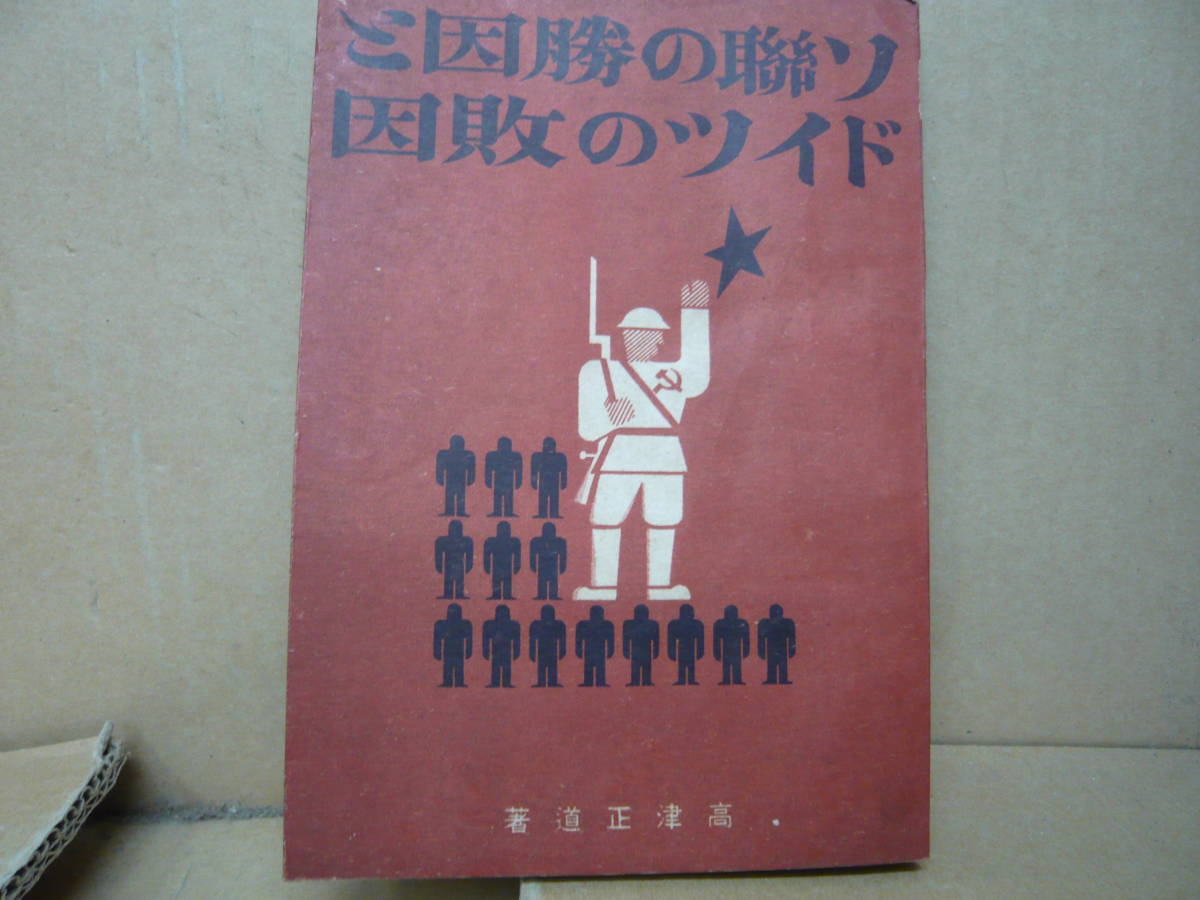 ソ聯の勝因と
ドイツの敗因
高津正道著